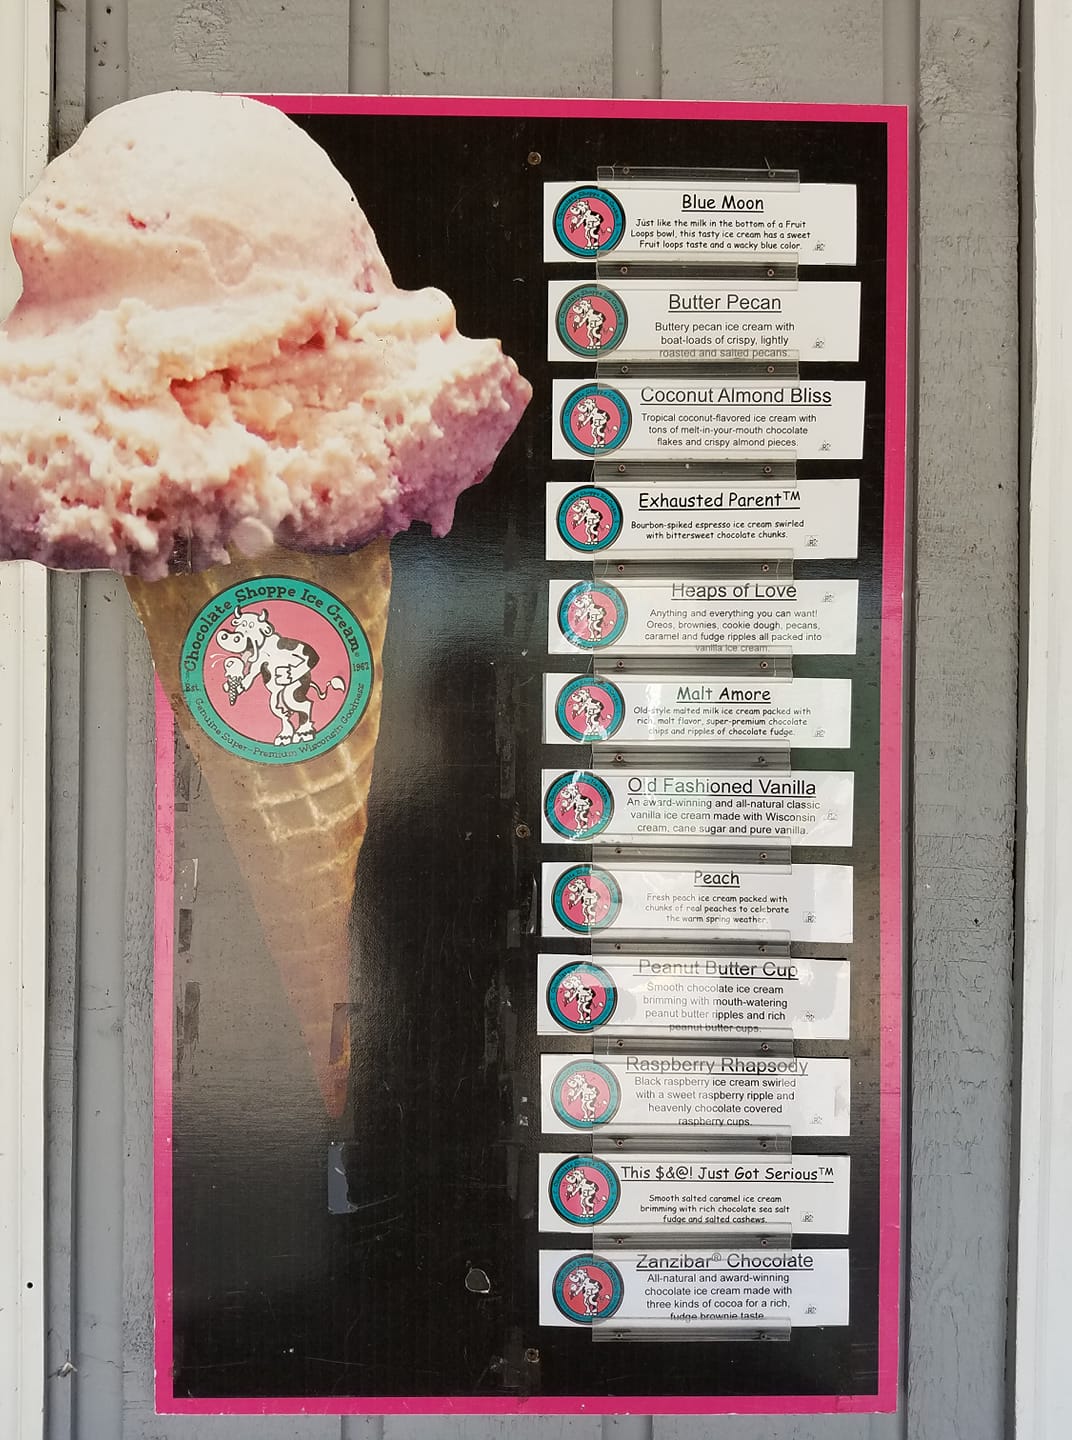 Chocolate Shoppe Ice Cream
Est. 1962
Genuine Super-Premium Wisconsin Goodness
Blue Moon
Just like the milk in the bottom of a Fruit
Loops bowl, this tasty ice cream has a sweet
Fruit loops taste and a wacky blue color.
Butter Pecan
Buttery pecan ice cream with
boat-loads of crispy, lightly
roasted and salted pecans.
Coconut Almond Bliss
Tropical coconut-flavored ice cream with
tons of melt-in-your-mouth chocolate
flakes and crispy almond pieces.
Exhausted Parent™
Bourbon-spiked espresso ice cream swirled
with bittersweet chocolate chunks.
Heaps of Love
Anything and everything you can want!
Oreos, brownies, cookie dough, pecans,
caramel and fudge ripples all packed into
vanilla ice cream.
Malt Amore
Old-style malted milk ice cream packed with
rich, malt flavor, super-premium chocolate
chips and ripples of chocolate fudge.
Old Fashioned Vanilla
An award-winning and all-natural classic
vanilla ice cream made with Wisconsin
cream, cane sugar and pure vanilla.
Peach
Fresh peach ice cream packed with
chunks of real peaches to celebrate
the warm spring weather.
Peanut Butter Cup
Smooth chocolate ice cream
brimming with mouth-watering
peanut butter ripples and rich
peanut butter cups.
Raspberry Rhapsody
Black raspberry ice cream swirled
with a sweet raspberry ripple and
heavenly chocolate covered
raspberry cups.
This $&@! Just Got Serious™
Smooth salted caramel ice cream
brimming with rich chocolate sea salt
fudge and salted cashews.
Zanzibar® Chocolate
All-natural and award-winning
chocolate ice cream made with
three kinds of cocoa for a rich,
fudge brownie taste.